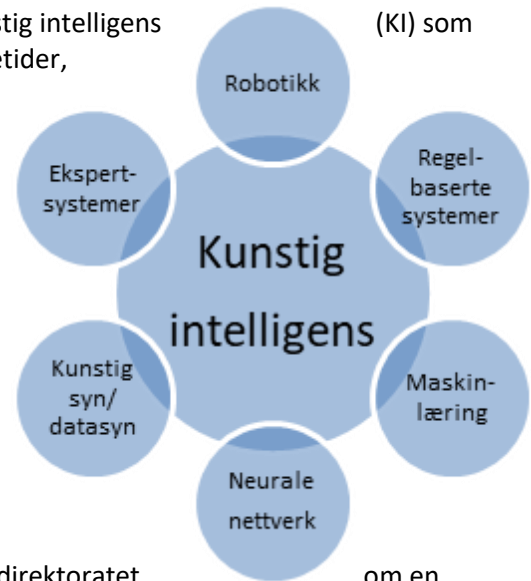 stig intelligens (KI) som
etider,
Robotikk
Ekspert-
systemer
Regel-
baserte
systemer
Kunstig
intelligens
Kunstig
syn/
datasyn
Maskin-
læring
Neurale
nettverk
direktoratet om en